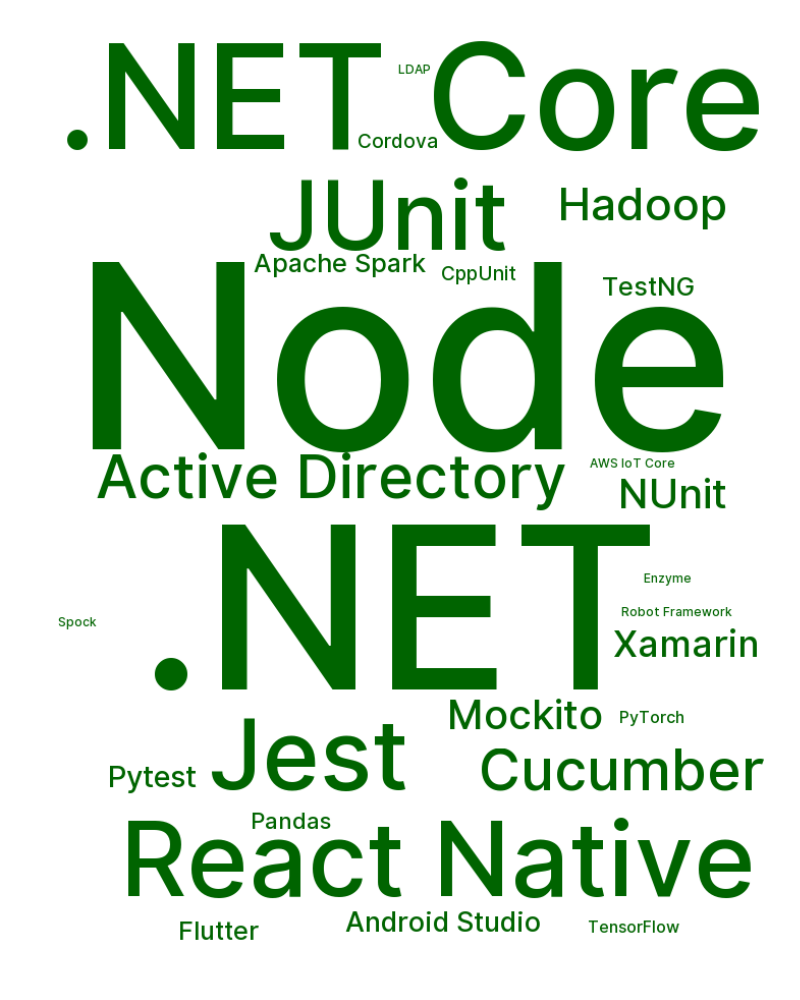 .NET Core
LDAP
Cordova
JUnit
Hadoop
Apache Spark
CppUnit
TestNG
Node
Active Directory
AWS IoT Core
NUnit
.NET
Enzyme
Robot Framework
Spock
Xamarin
Mockito
PyTorch
Jest
Cucumber
Pytest
Pandas
React Native
Android Studio
Flutter
TensorFlow